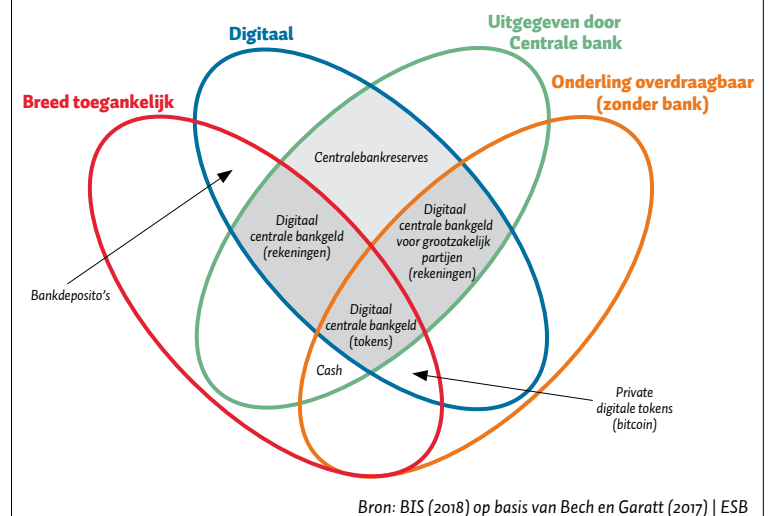 Uitgegeven door
Centrale bank
Digitaal
Onderling overdraagbaar
(zonder bank)
Breed toegankelijk
Centralebankreserves
Digitaal
centrale bankgeld
(rekeningen)
Digitaal
centrale bankgeld
voor grootzakelijk
partijen
(rekeningen)
Bankdeposito's
Digitaal
centrale bankgeld
(tokens)
Cash
Private
digitale tokens
(bitcoin)
Bron: BIS (2018) op basis van Bech en Garatt (2017) | ESB